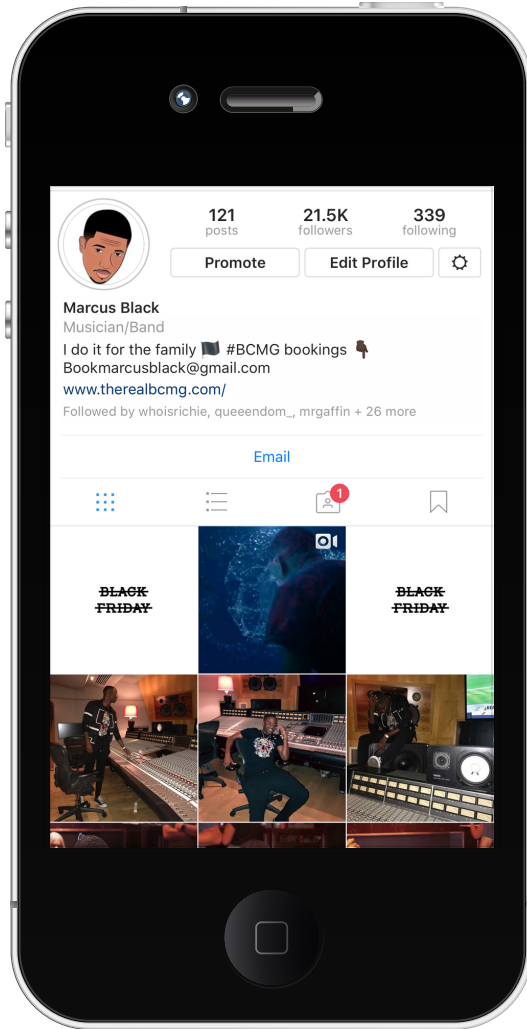 121 21.5K 339
posts followers following
Promote Edit Profile
Marcus Black
Musician/Band
I do it for the family 🏴 #BCMG bookings 👇🏿
Bookmarcusblack@gmail.com
www.therealbcmg.com/
Followed by whoisrichie, queeendom_, mrgaffin + 26 more
Email
1
BLACK BLACK
FRIDAY FRIDAY